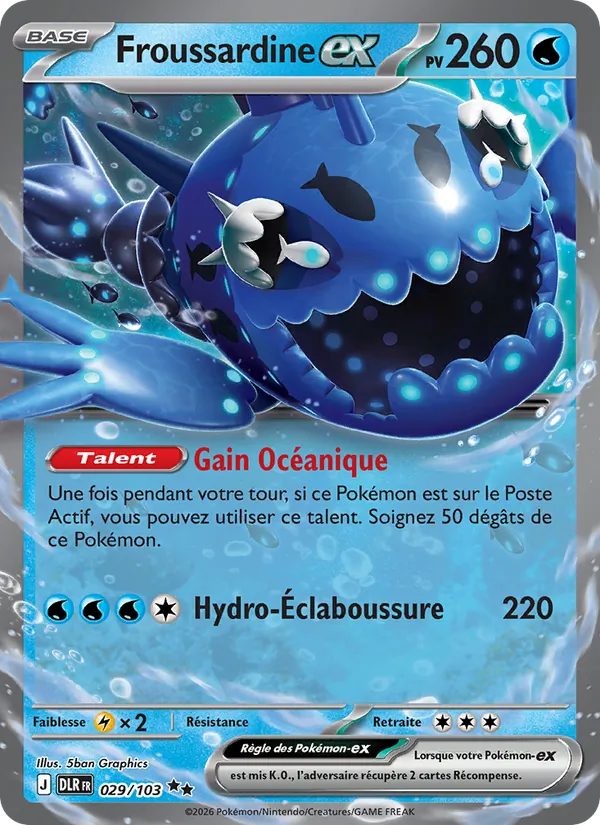 BASE
Froussardine ex
PV 260
Talent Gain Océanique
Une fois pendant votre tour, si ce Pokémon est sur le Poste
Actif, vous pouvez utiliser ce talent. Soignez 50 dégâts de
ce Pokémon.
Hydro-Éclaboussure 220
Faiblesse ×2 Résistance Retraite
Illus. 5ban Graphics
Règle des Pokémon-ex Lorsque votre Pokémon-ex
est mis K.O., l'adversaire récupère 2 cartes Récompense.
J DLR FR 029/103
©2026 Pokémon/Nintendo/Creatures/GAME FREAK